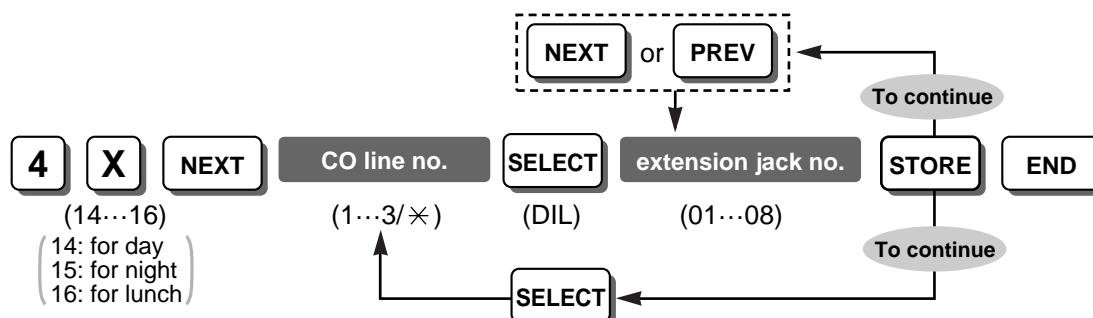 NEXT or PREV
To continue
4 X NEXT CO line no. SELECT extension jack no. STORE END
(14···16) (1···3/✳) (DIL) (01···08)
14: for day
15: for night
16: for lunch
To continue
SELECT